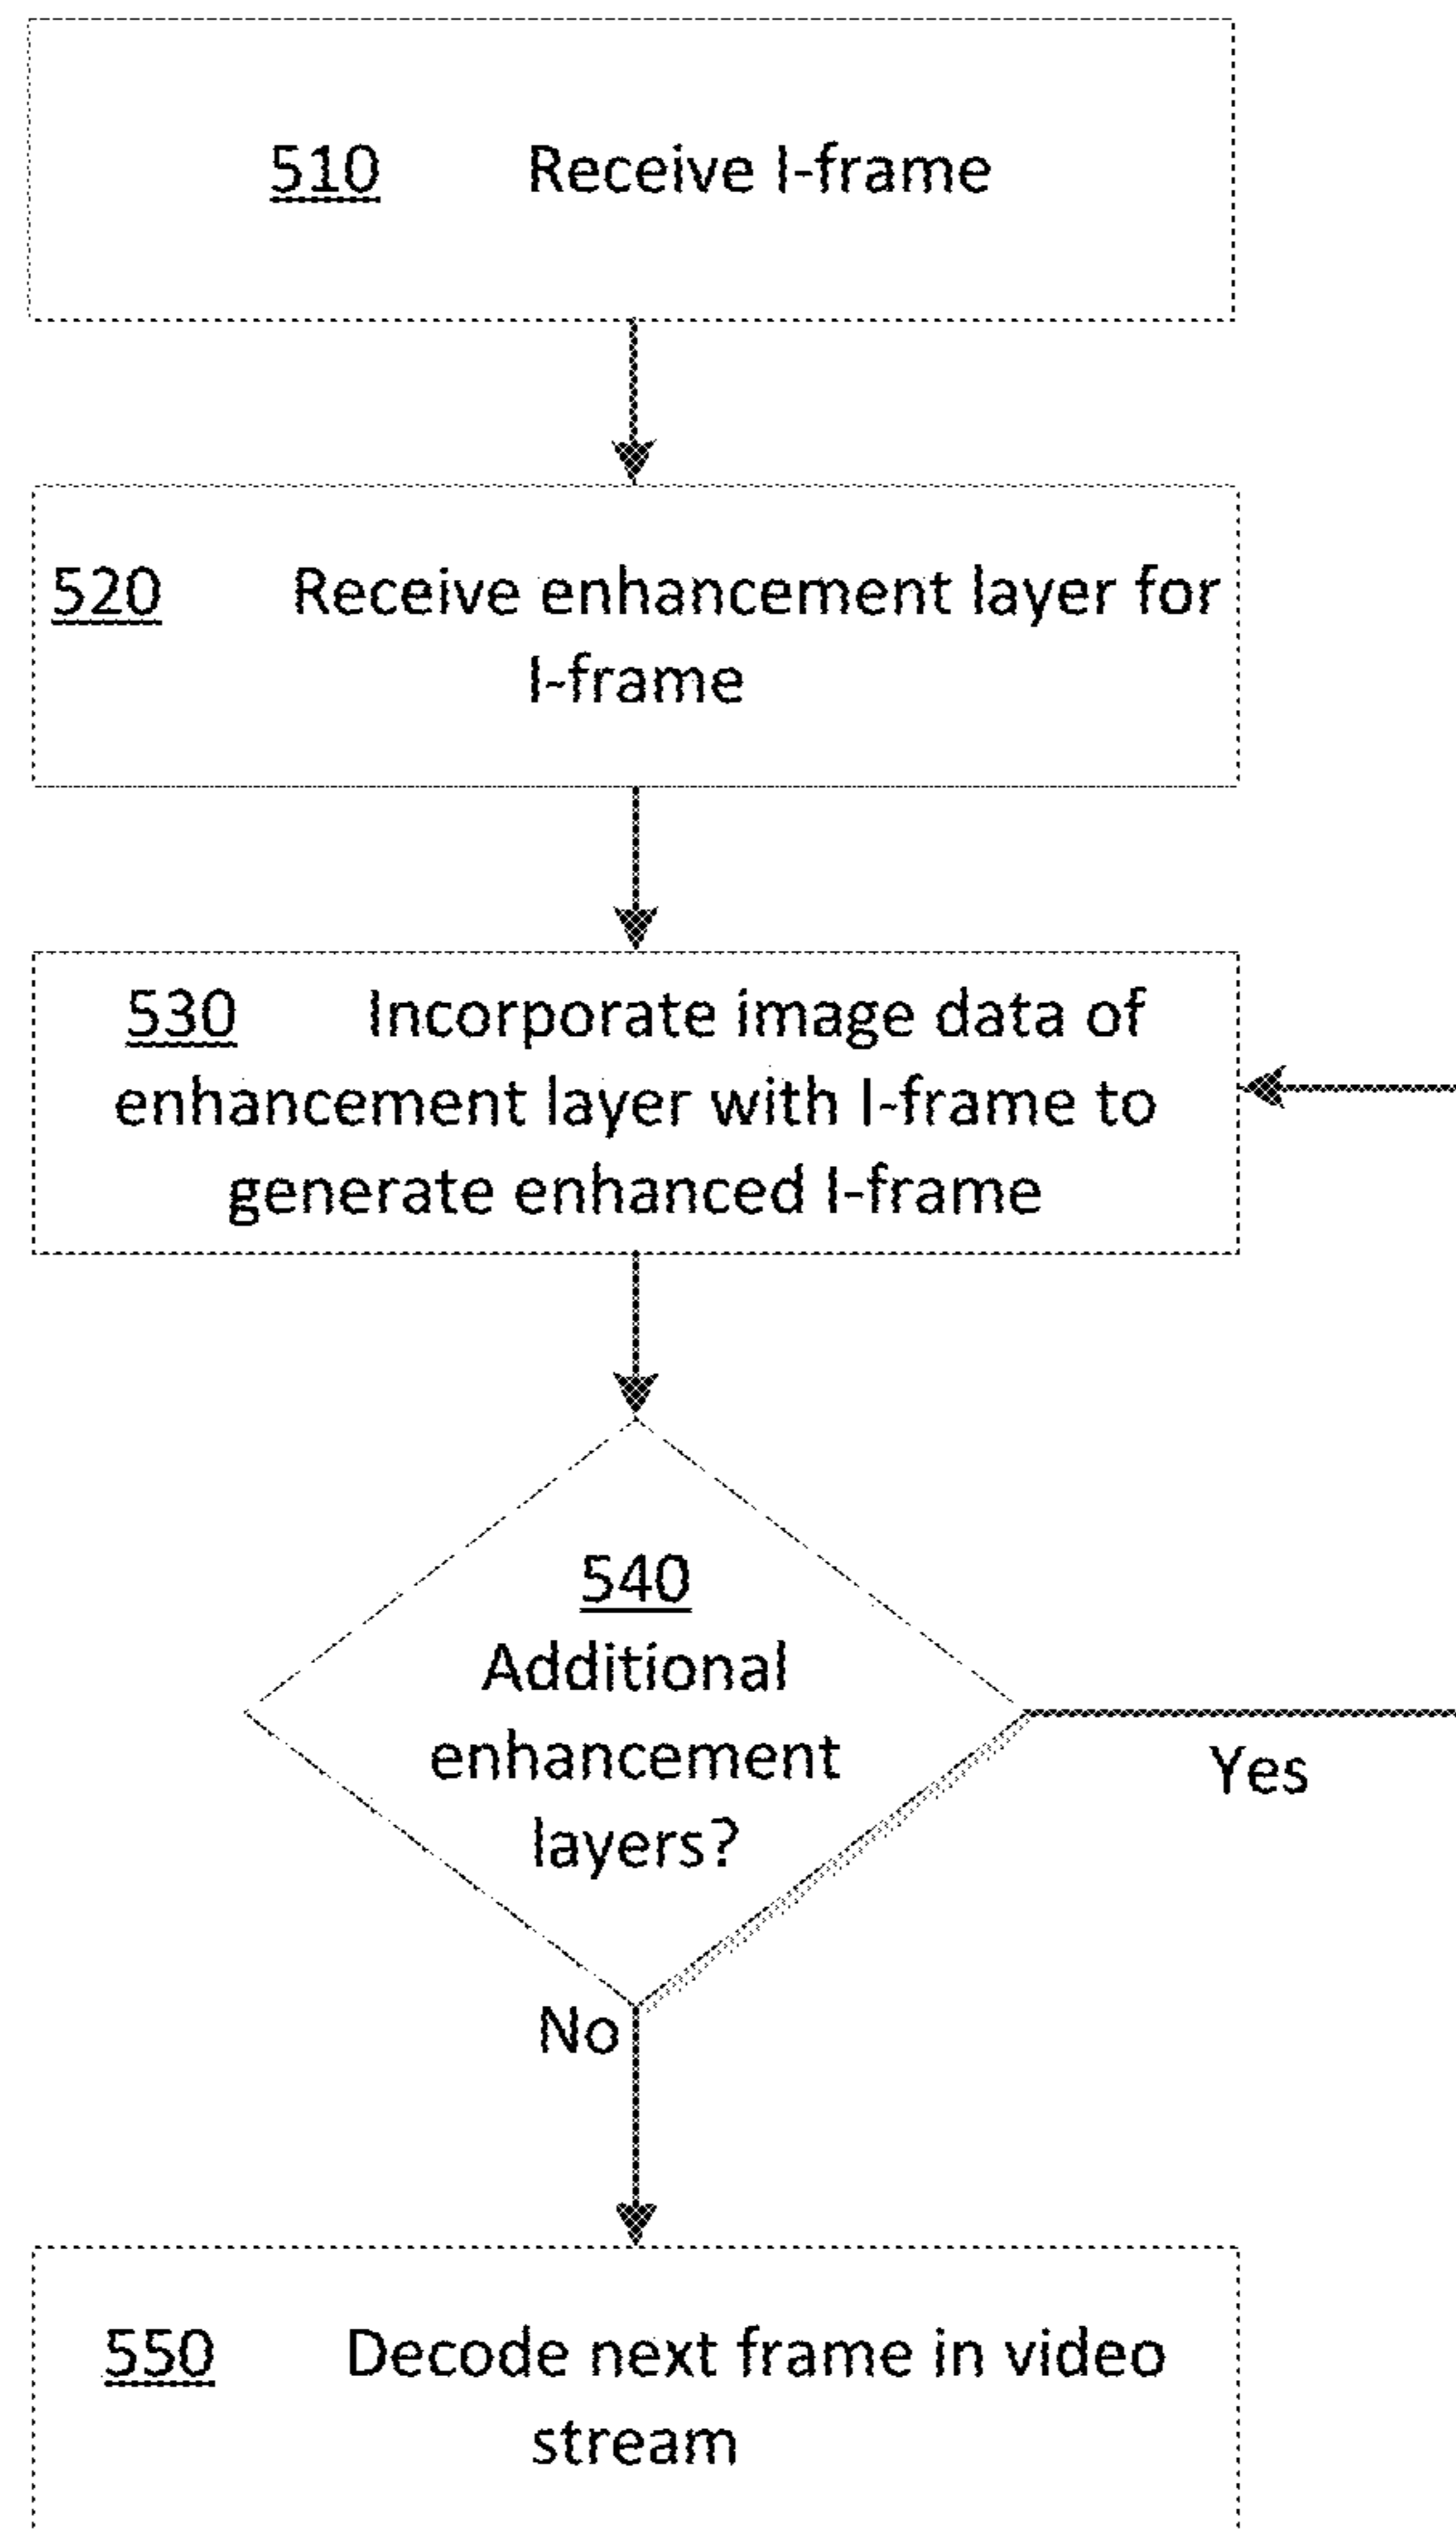 510 Receive I-frame
520 Receive enhancement layer for
I-frame
530 Incorporate image data of
enhancement layer with I-frame to
generate enhanced I-frame
540
Additional
enhancement
layers?
Yes
No
550 Decode next frame in video
stream